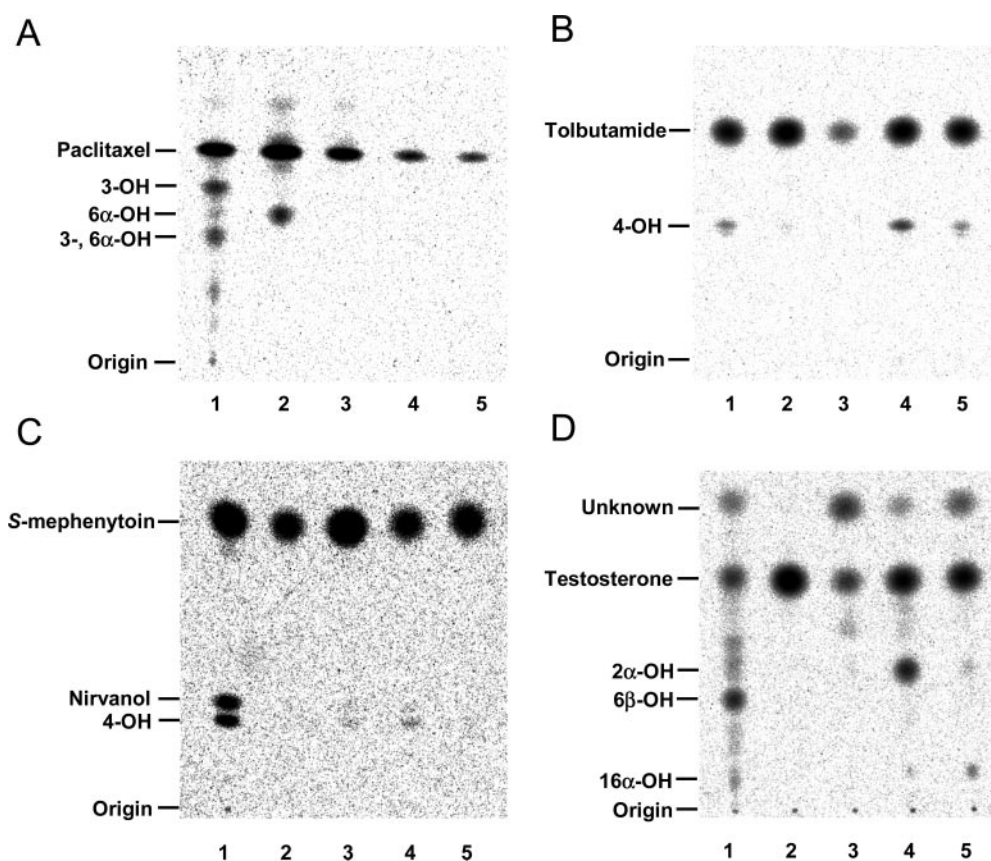 A
Paclitaxel
3-OH
6α-OH
3-, 6α-OH
Origin
1 2 3 4 5
B
Tolbutamide
4-OH
Origin
1 2 3 4 5
C
S-mephenytoin
Nirvanol
4-OH
Origin
1 2 3 4 5
D
Unknown
Testosterone
2α-OH
6β-OH
16α-OH
Origin
1 2 3 4 5